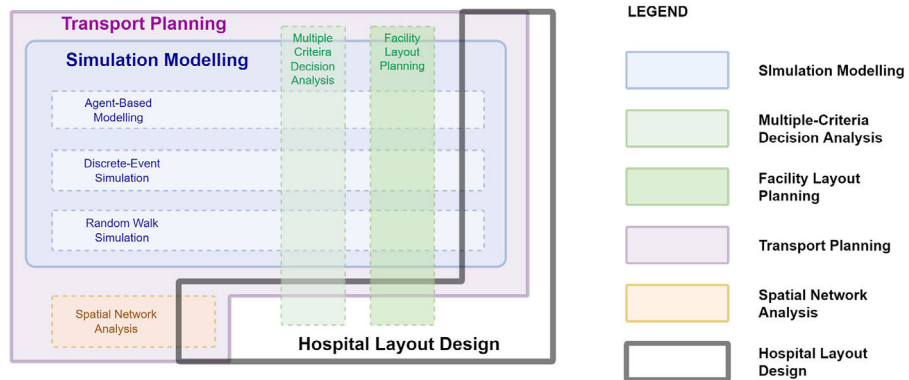 Transport Planning
Simulation Modelling
Multiple
Criteira
Decision
Analysis
Facility
Layout
Planning
Agent-Based
Modelling
Discrete-Event
Simulation
Random Walk
Simulation
Spatial Network
Analysis
Hospital Layout Design
LEGEND
SImulation Modelling
Multiple-Criteria
Decision Analysis
Facility Layout
Planning
Transport Planning
Spatial Network
Analysis
Hospital Layout
Design